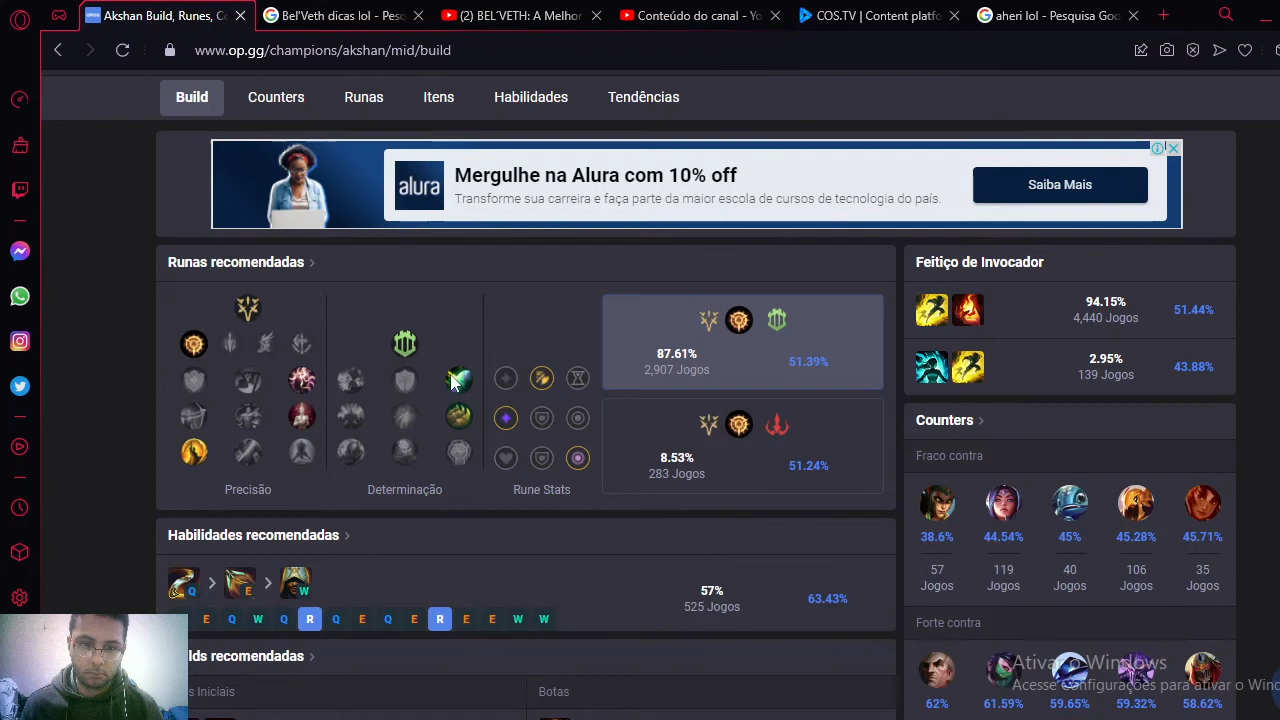 Akshan Build, Runes, Co
Bel'Veth dicas lol - Pesq
(2) BEL´VETH: A Melhor
Conteúdo do canal - Yo
COS.TV | Content platfo
aheri lol - Pesquisa Goo
www.op.gg/champions/akshan/mid/build
Build
Counters
Runas
Itens
Habilidades
Tendências
alura
Mergulhe na Alura com 10% off
Transforme sua carreira e faça parte da maior escola de cursos de tecnologia do país.
Saiba Mais
Runas recomendadas
Precisão
Determinação
Rune Stats
87.61%
2,907 Jogos
51.39%
8.53%
283 Jogos
51.24%
Feitiço de Invocador
94.15%
4,440 Jogos
51.44%
2.95%
139 Jogos
43.88%
Counters
Fraco contra
38.6% 44.54% 45% 45.28% 45.71%
57 119 40 106 35
Jogos Jogos Jogos Jogos Jogos
Forte contra
62% 61.59% 59.65% 59.32% 58.62%
Habilidades recomendadas
Q E W
57%
525 Jogos
63.43%
E Q W Q R Q E Q E R E E W W
lds recomendadas
s Iniciais
Botas
Ativar o Windows
Acesse Configurações para ativar o Wind